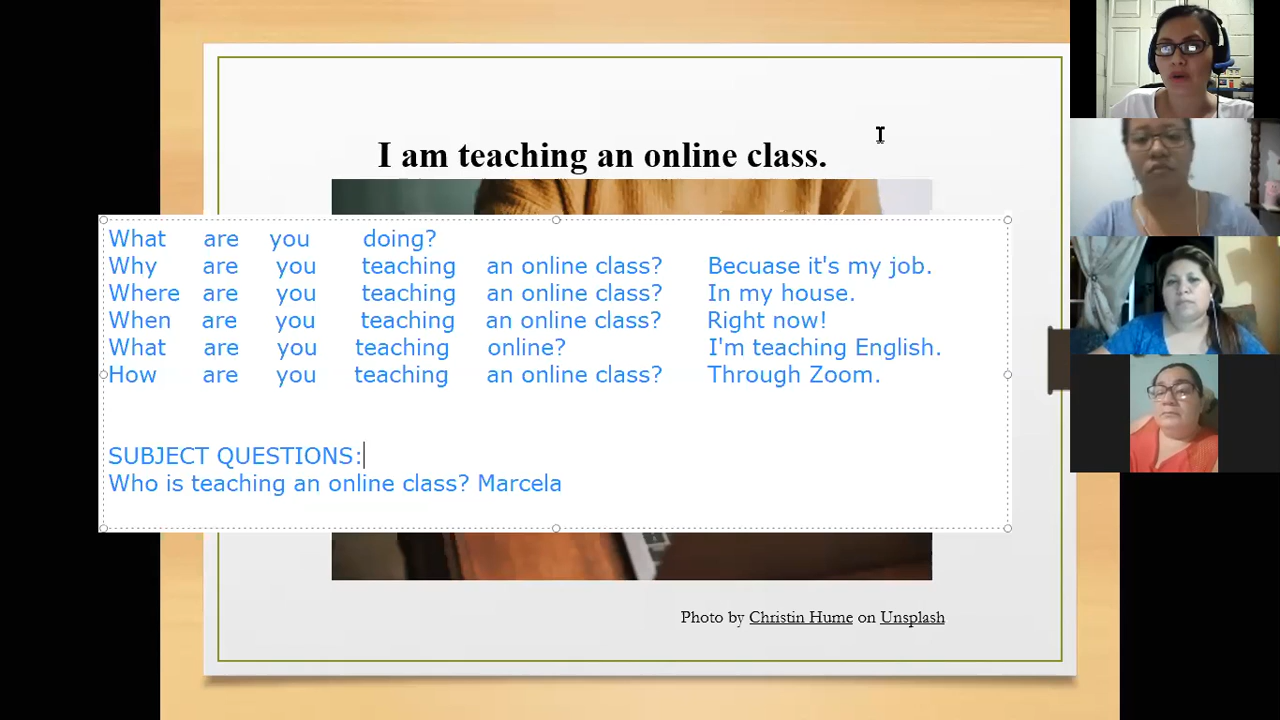 I am teaching an online class.
What are you doing?
Why are you teaching an online class? Becuase it's my job.
Where are you teaching an online class? In my house.
When are you teaching an online class? Right now!
What are you teaching online? I'm teaching English.
How are you teaching an online class? Through Zoom.
SUBJECT QUESTIONS:
Who is teaching an online class? Marcela
Photo by Christin Hume on Unsplash